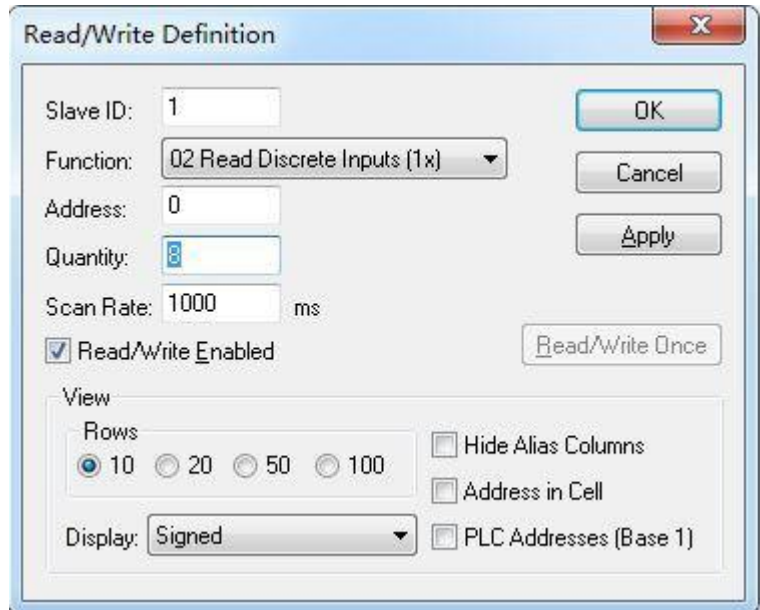 Read/Write Definition
Slave ID: 1
OK
Function: 02 Read Discrete Inputs (1x)
Cancel
Address: 0
Apply
Quantity: 8
Scan Rate: 1000 ms
Read/Write Enabled
Read/Write Once
View
Rows
10 20 50 100
Hide Alias Columns
Address in Cell
Display: Signed
PLC Addresses (Base 1)